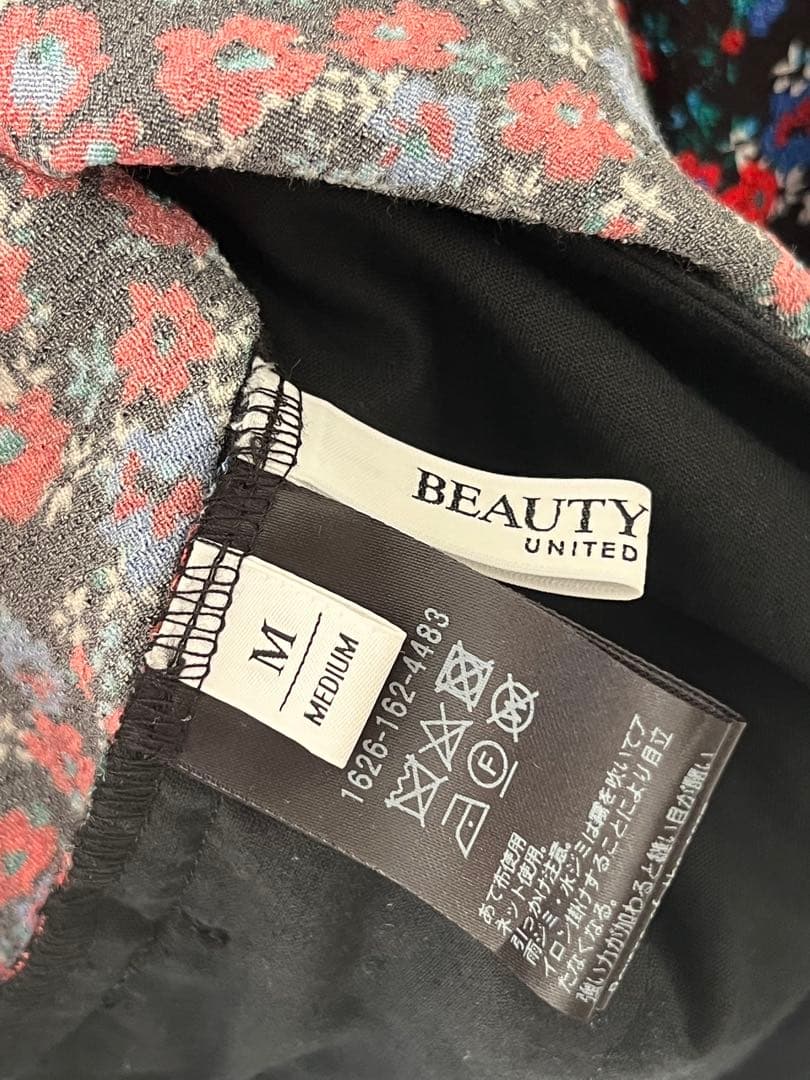 BEAUTY
UNITED
M
MEDIUM
1626-162-4483
F
あて布使用
ネット使用。
引っかけ注意。
雨ジミ・水ジミは霧を吹いてア
イロン掛けすることにより目立
たなくなる。
強い力が加わると縫い目が